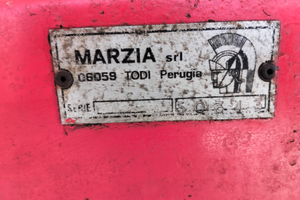 MARZIA srl
06059 TODI Perugia
SERIE